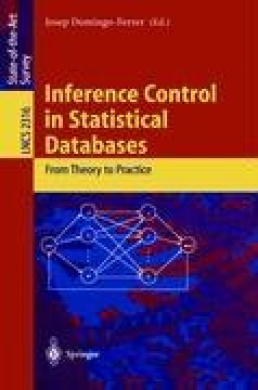 Josep Domingo-Ferrer (Ed.)
State-of-the-Art
Survey
LNCS 2316
Inference Control
in Statistical
Databases
From Theory to Practice
Springer